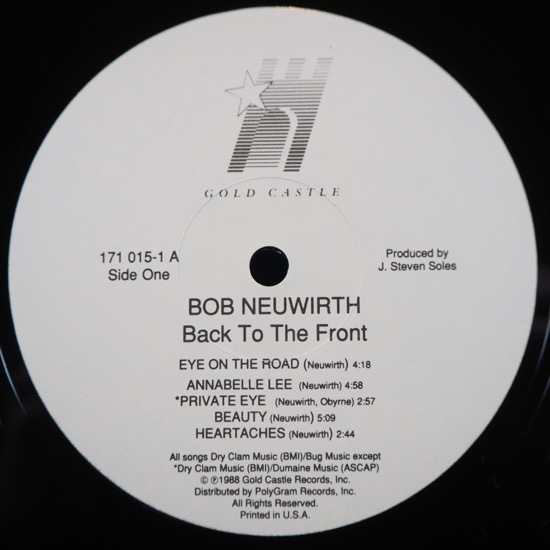 GOLD CASTLE
171 015-1 A
Side One
Produced by
J. Steven Soles
BOB NEUWIRTH
Back To The Front
EYE ON THE ROAD (Neuwirth) 4:18
ANNABELLE LEE (Neuwirth) 4:58
*PRIVATE EYE (Neuwirth, Obyrne) 2:57
BEAUTY (Neuwirth) 5:09
HEARTACHES (Neuwirth) 2:44
All songs Dry Clam Music (BMI)/Bug Music except
*Dry Clam Music (BMI)/Dumaine Music (ASCAP)
© ℗1988 Gold Castle Records, Inc.
Distributed by PolyGram Records, Inc.
All Rights Reserved.
Printed in U.S.A.